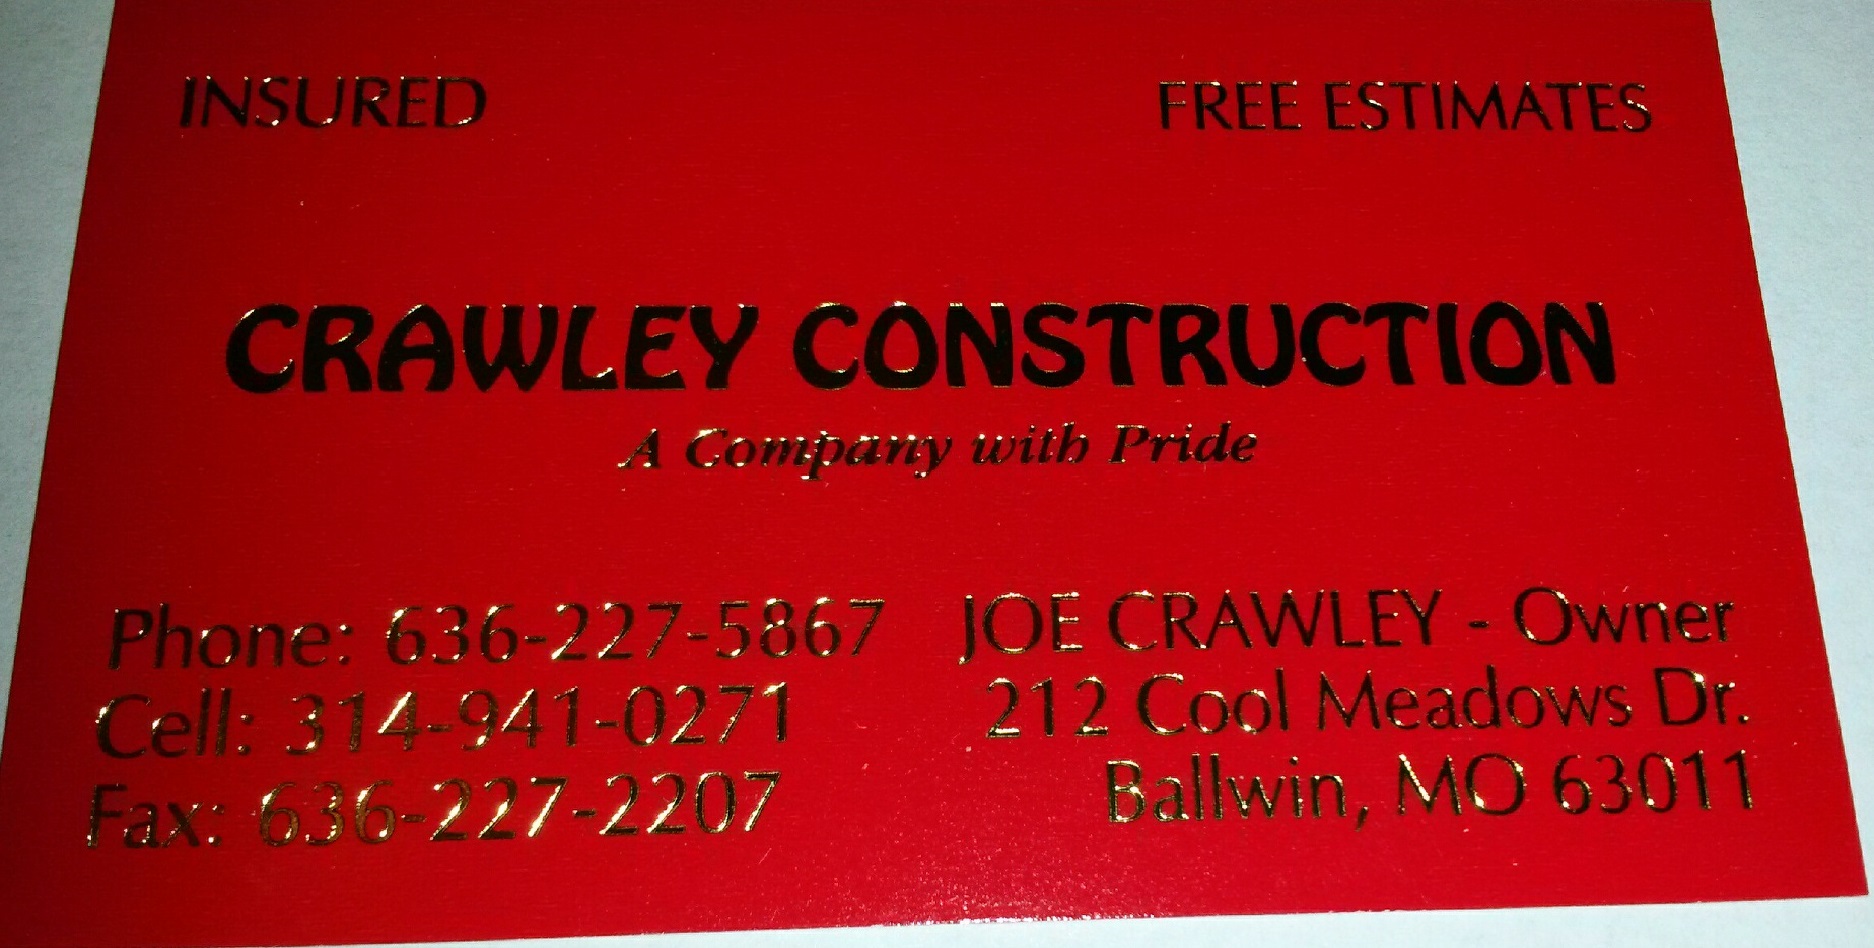 INSURED
FREE ESTIMATES
CRAWLEY CONSTRUCTION
A Company with Pride
Phone: 636-227-5867
Cell: 314-941-0271
Fax: 636-227-2207
JOE CRAWLEY - Owner
212 Cool Meadows Dr.
Ballwin, MO 63011